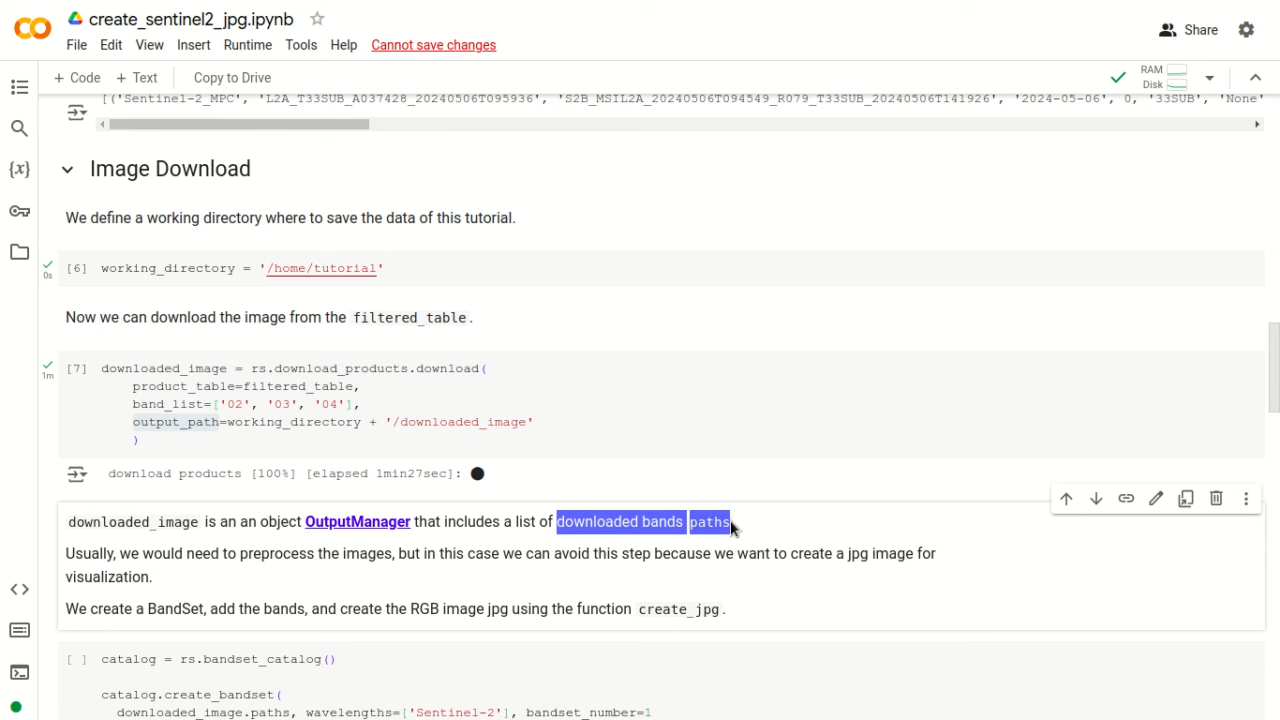 create_sentinel2_jpg.ipynb
File Edit View Insert Runtime Tools Help Cannot save changes
Share
+ Code + Text Copy to Drive
RAM
Disk
[('Sentinel-2_MPC', 'L2A_T33SUB_A037428_20240506T095936', 'S2B_MSIL2A_20240506T094549_R079_T33SUB_20240506T141926', '2024-05-06', 0, '33SUB', 'None'
Image Download
We define a working directory where to save the data of this tutorial.
0s
[6] working_directory = '/home/tutorial'
Now we can download the image from the filtered_table.
1m
[7] downloaded_image = rs.download_products.download(
product_table=filtered_table,
band_list=['02', '03', '04'],
output_path=working_directory + '/downloaded_image'
)
download products [100%] [elapsed 1min27sec]:
downloaded_image is an an object OutputManager that includes a list of downloaded bands paths
Usually, we would need to preprocess the images, but in this case we can avoid this step because we want to create a jpg image for
visualization.
We create a BandSet, add the bands, and create the RGB image jpg using the function create_jpg.
[ ] catalog = rs.bandset_catalog()
catalog.create_bandset(
downloaded_image.paths, wavelengths=['Sentinel-2'], bandset_number=1